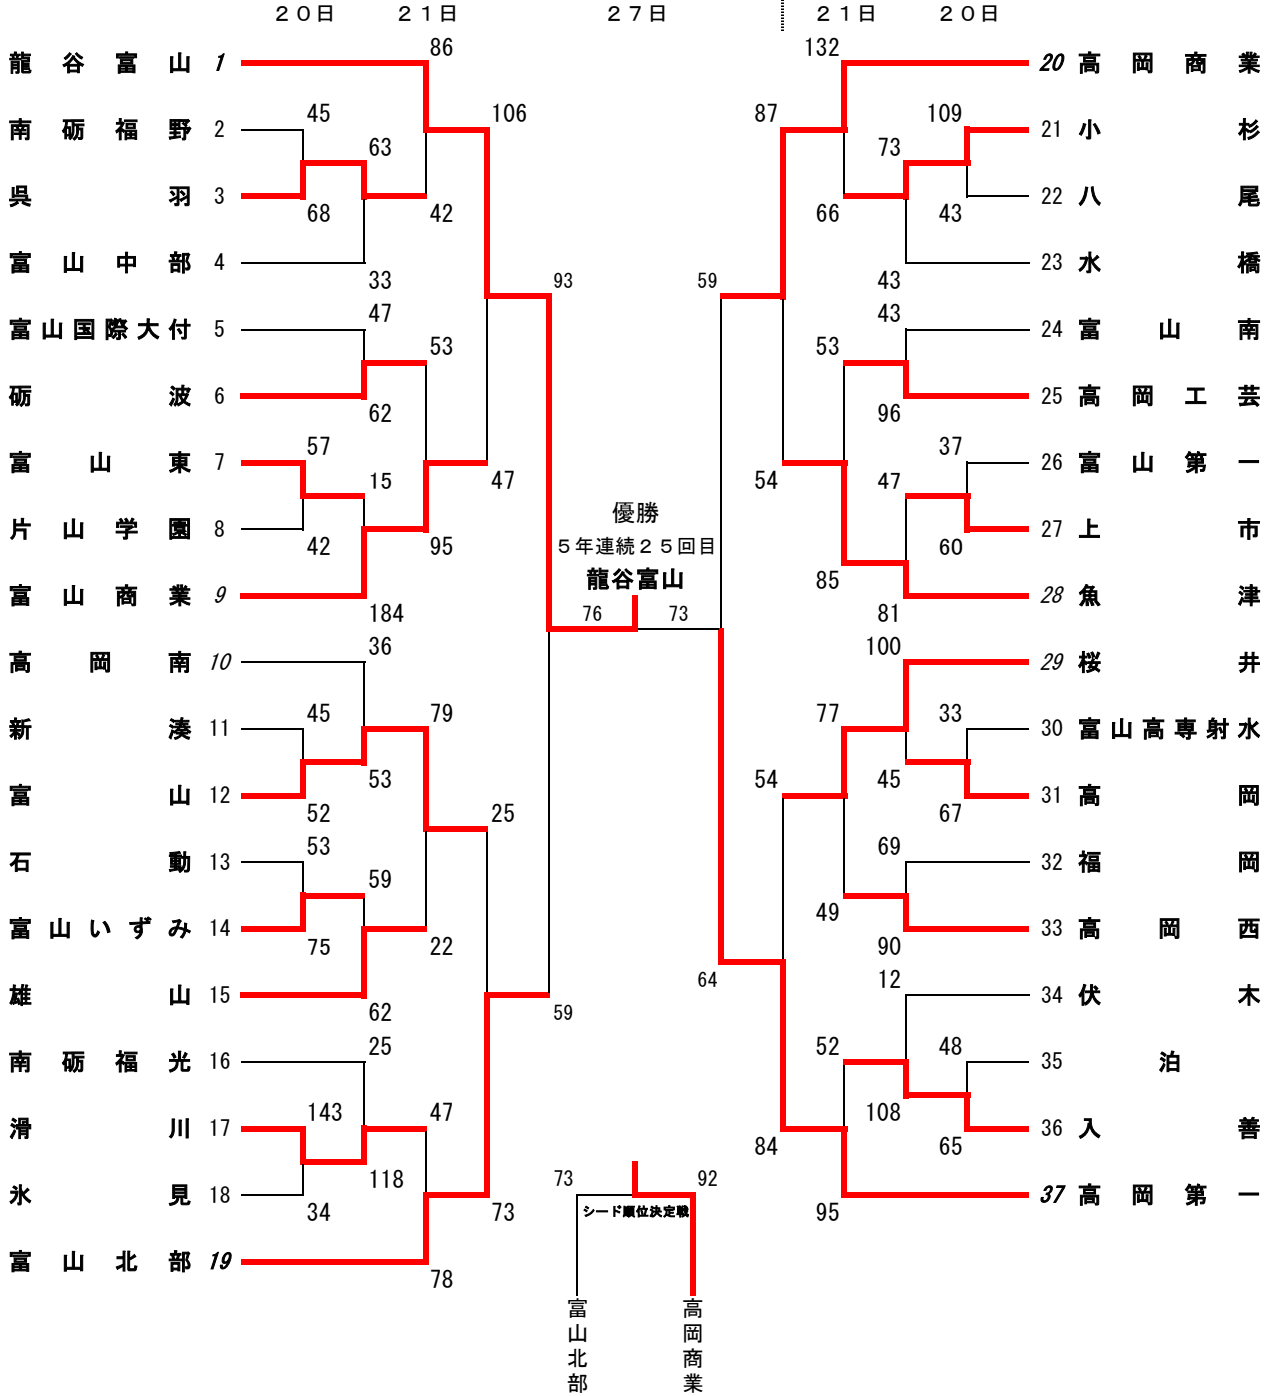 ２０日 ２１日 ２７日 ２１日 ２０日
86 132
龍谷富山 1 20 高岡商業
45 106 87 109
南砺福野 2 21 小杉
63 73
呉羽 3 22 八尾
68 42 66 43
富山中部 4 23 水橋
33 93 59 43
47 43
富山国際大付 5 24 富山南
53 53
砺波 6 25 高岡工芸
62 96
57 37
富山東 7 26 富山第一
15 47 54 47
片山学園 8 優勝 27 上市
42 95 ５年連続２５回目 60
龍谷富山 85
富山商業 9 28 魚津
184 76 73 81
36 100
高岡南 10 29 桜井
45 79 77 33
新湊 11 30 富山高専射水
53 54 45
富山 12 31 高岡
52 25 67
53 69
石動 13 32 福岡
59 49
富山いずみ 14 33 高岡西
75 22 90
64 12
雄山 15 34 伏木
62 59
25 52 48
南砺福光 16 35 泊
143 47 108
滑川 17 36 入善
84 65
118 73 92
氷見 18 37 高岡第一
34 73 シード順位決定戦 95
富山北部 19
78
富山北部 高岡商業